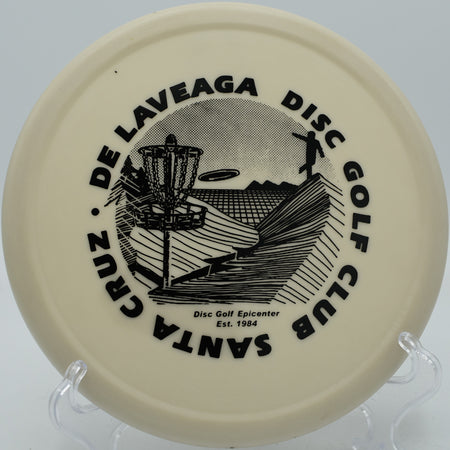 DE LAVEAGA DISC GOLF CLUB SANTA CRUZ •
Disc Golf Epicenter
Est. 1984